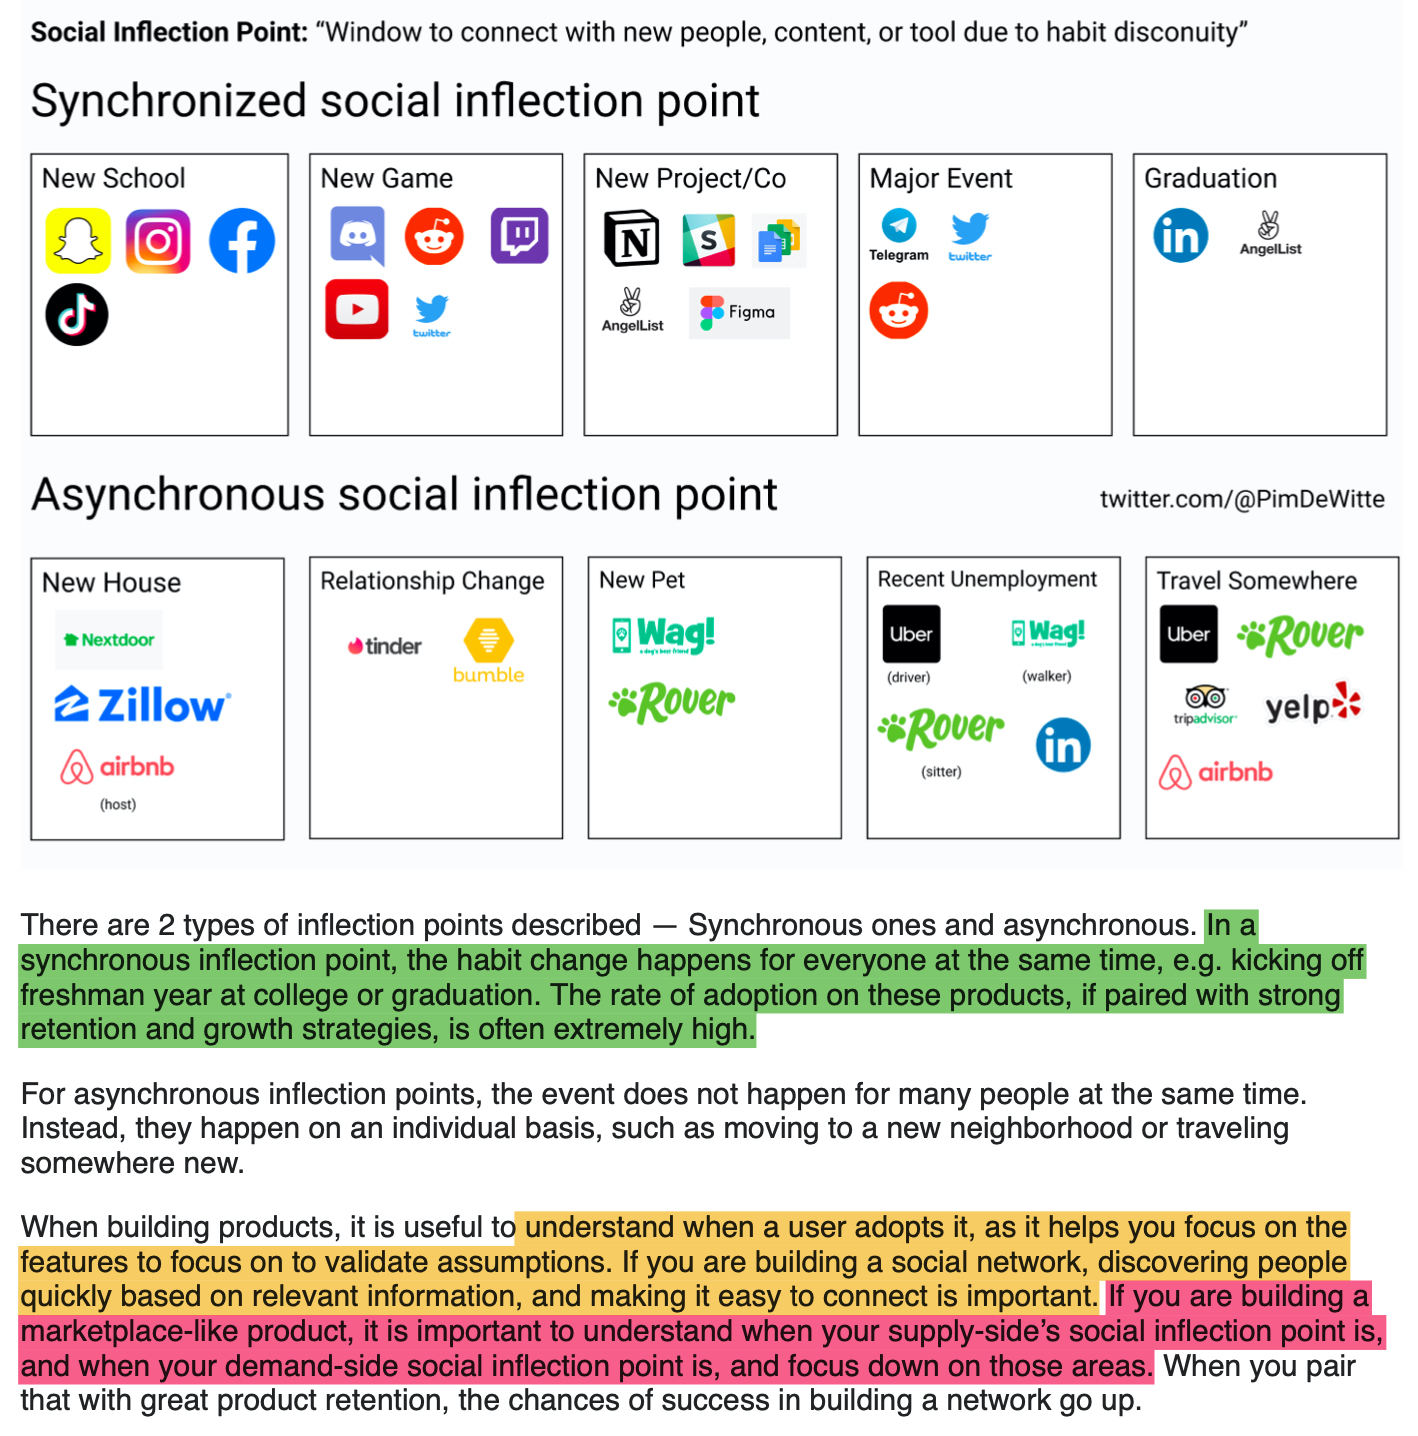 Social Inflection Point: “Window to connect with new people, content, or tool due to habit disconuity”
Synchronized social inflection point
New School
New Game
twitter
New Project/Co
N
S
AngelList
Figma
Major Event
Telegram
twitter
Graduation
in
AngelList
Asynchronous social inflection point
twitter.com/@PimDeWitte
New House
Nextdoor
Zillow
airbnb
(host)
Relationship Change
tinder
bumble
New Pet
Wag!
a dog's best friend
Rover
Recent Unemployment
Uber
(driver)
Wag!
(walker)
Rover
(sitter)
in
Travel Somewhere
Uber
Rover
tripadvisor
yelp
airbnb
There are 2 types of inflection points described — Synchronous ones and asynchronous. In a
synchronous inflection point, the habit change happens for everyone at the same time, e.g. kicking off
freshman year at college or graduation. The rate of adoption on these products, if paired with strong
retention and growth strategies, is often extremely high.
For asynchronous inflection points, the event does not happen for many people at the same time.
Instead, they happen on an individual basis, such as moving to a new neighborhood or traveling
somewhere new.
When building products, it is useful to understand when a user adopts it, as it helps you focus on the
features to focus on to validate assumptions. If you are building a social network, discovering people
quickly based on relevant information, and making it easy to connect is important. If you are building a
marketplace-like product, it is important to understand when your supply-side’s social inflection point is,
and when your demand-side social inflection point is, and focus down on those areas. When you pair
that with great product retention, the chances of success in building a network go up.